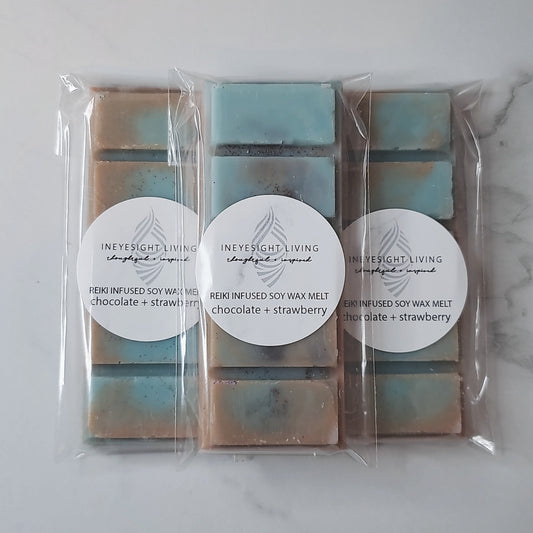 INEYESIGHT LIVING
thoughtful + inspired
REIKI INFUSED SOY WAX MELT
chocolate + strawberry
INEYESIGHT LIVING
thoughtful + inspired
REIKI INFUSED SOY WAX MELT
chocolate + strawberry
INEYESIGHT LIVING
thoughtful + inspired
REIKI INFUSED SOY WAX MELT
chocolate + strawberry